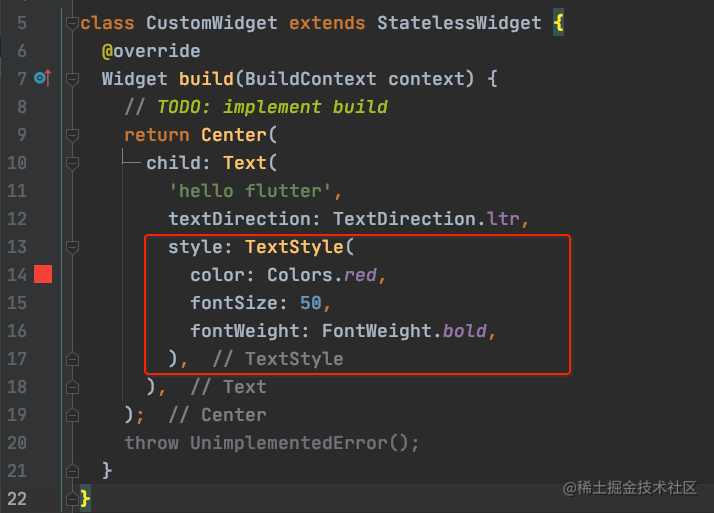 5 class CustomWidget extends StatelessWidget {
6   @override
7   Widget build(BuildContext context) {
8     // TODO: implement build
9     return Center(
10       child: Text(
11         'hello flutter',
12         textDirection: TextDirection.ltr,
13         style: TextStyle(
14           color: Colors.red,
15           fontSize: 50,
16           fontWeight: FontWeight.bold,
17         ),  // TextStyle
18       ),  // Text
19     );  // Center
20     throw UnimplementedError();
21   }
22 }
@稀土掘金技术社区